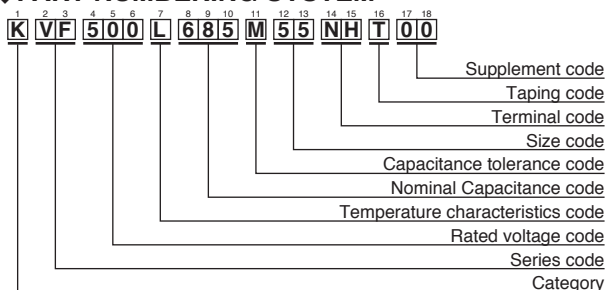 1 2 3 4 5 6 7 8 9 10 11 12 13 14 15 16 17 18
K VF 500 L 685 M 55 NH T 00
Supplement code
Taping code
Terminal code
Size code
Capacitance tolerance code
Nominal Capacitance code
Temperature characteristics code
Rated voltage code
Series code
Category